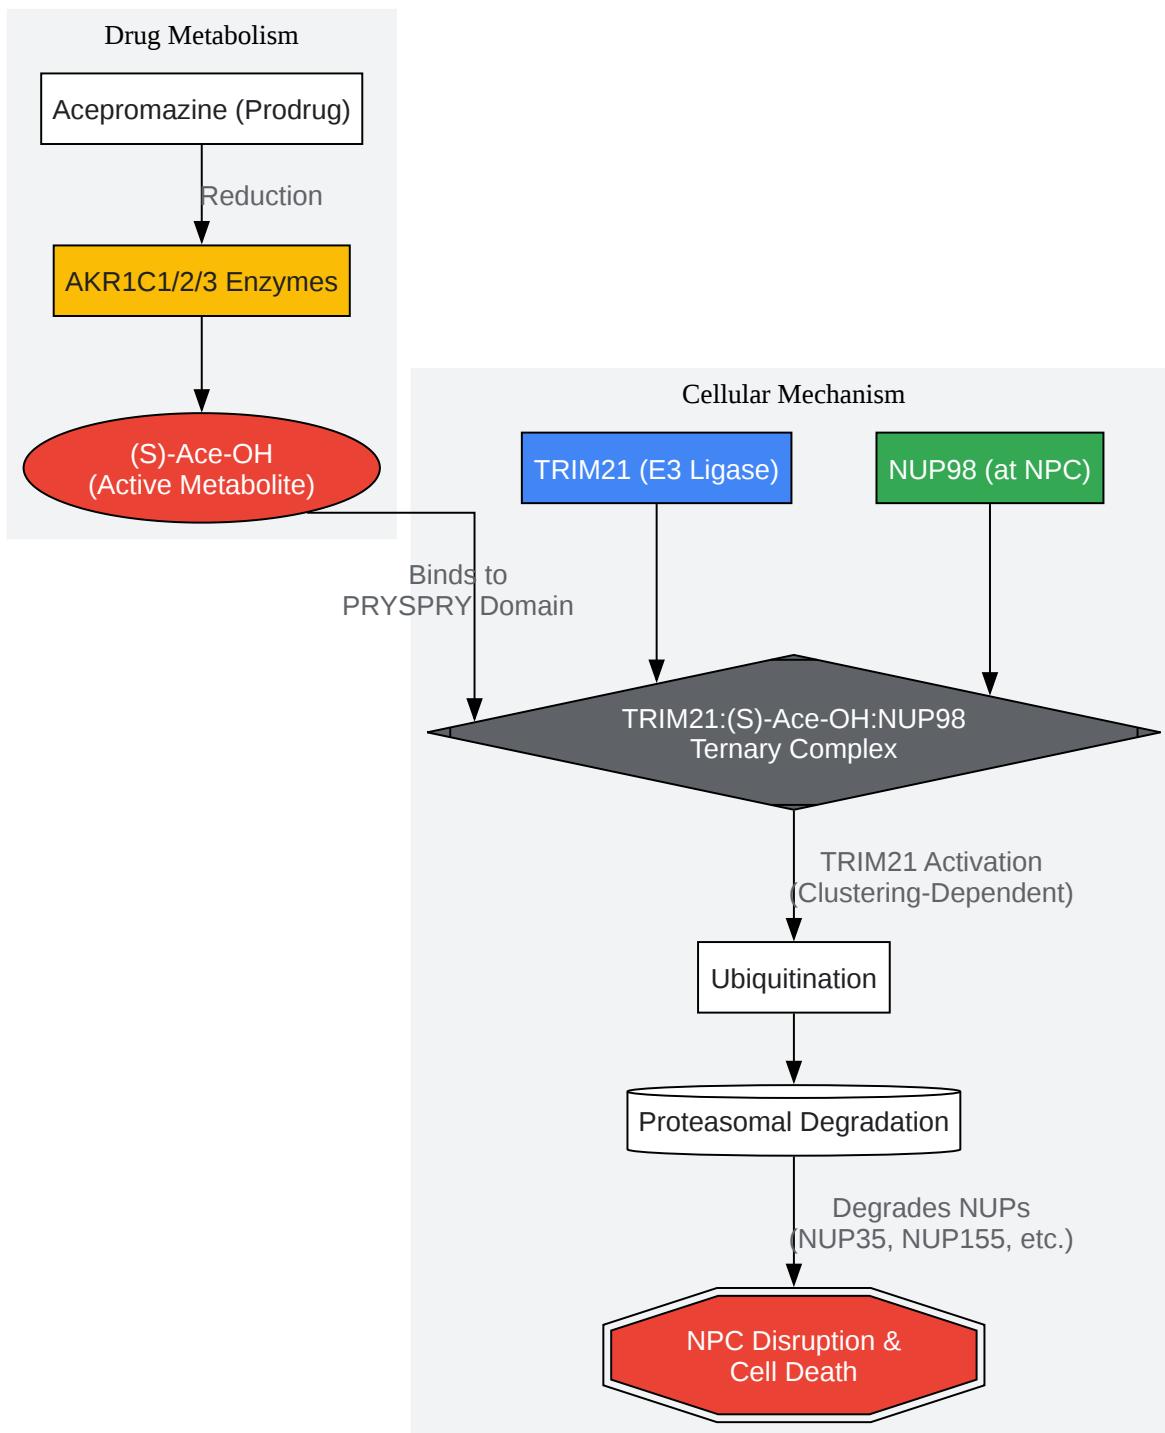 Drug Metabolism
Acepromazine (Prodrug)
Reduction
AKR1C1/2/3 Enzymes
(S)-Ace-OH
(Active Metabolite)
Cellular Mechanism
TRIM21 (E3 Ligase)
NUP98 (at NPC)
Binds to
PRYSPRY Domain
TRIM21:(S)-Ace-OH:NUP98
Ternary Complex
TRIM21 Activation
(Clustering-Dependent)
Ubiquitination
Proteasomal Degradation
Degrades NUPs
(NUP35, NUP155, etc.)
NPC Disruption &
Cell Death